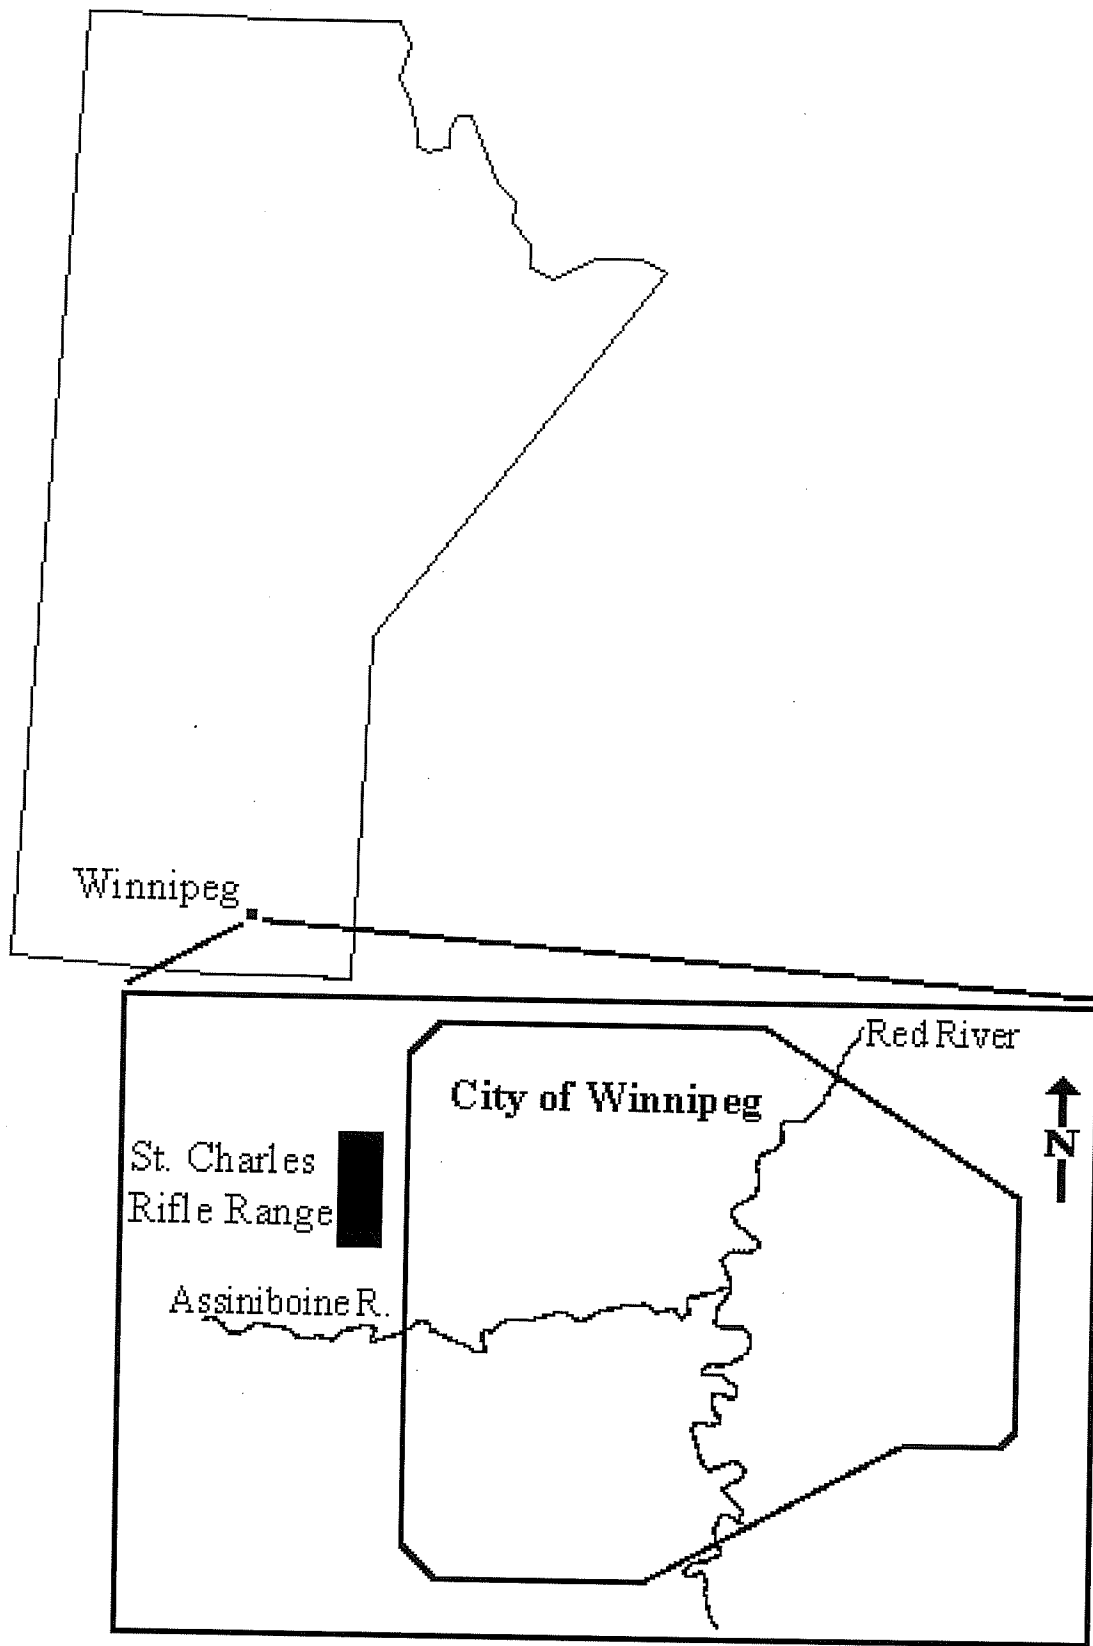 Winnipeg
Red River
City of Winnipeg
N
St. Charles
Rifle Range
Assiniboine R.